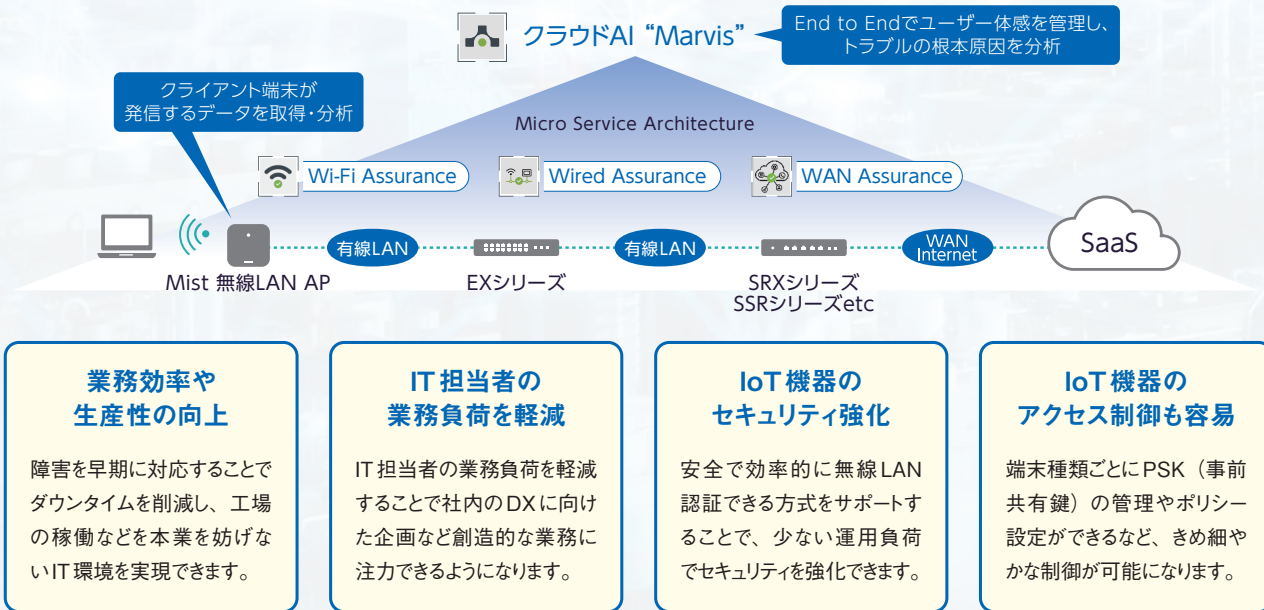 クラウドAI “Marvis”
End to Endでユーザー体感を管理し、
トラブルの根本原因を分析
クライアント端末が
発信するデータを取得・分析
Micro Service Architecture
Wi-Fi Assurance
Wired Assurance
WAN Assurance
有線LAN
有線LAN
WAN
Internet
SaaS
Mist 無線LAN AP
EXシリーズ
SRXシリーズ
SSRシリーズetc
業務効率や
生産性の向上
障害を早期に対応することで
ダウンタイムを削減し、工場
の稼働などを本業を妨げな
いIT環境を実現できます。
IT担当者の
業務負荷を軽減
IT担当者の業務負荷を軽減
することで社内のDXに向け
た企画など創造的な業務に
注力できるようになります。
IoT機器の
セキュリティ強化
安全で効率的に無線LAN
認証できる方式をサポートす
ることで、少ない運用負荷
でセキュリティを強化できます。
IoT機器の
アクセス制御も容易
端末種類ごとにPSK（事前
共有鍵）の管理やポリシー
設定ができるなど、きめ細や
かな制御が可能になります。